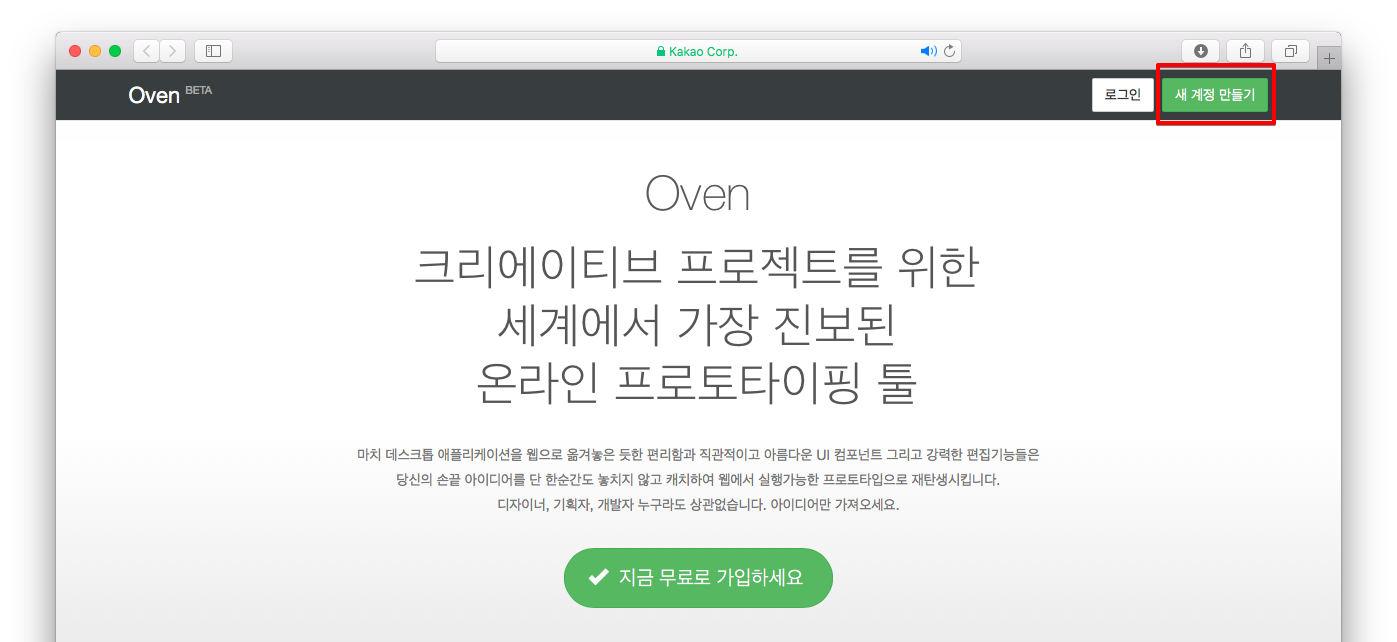 Kakao Corp.
Oven BETA
로그인
새 계정 만들기
Oven
크리에이티브 프로젝트를 위한
세계에서 가장 진보된
온라인 프로토타이핑 툴
마치 데스크톱 애플리케이션을 웹으로 옮겨놓은 듯한 편리함과 직관적이고 아름다운 UI 컴포넌트 그리고 강력한 편집기능들은
당신의 손끝 아이디어를 단 한순간도 놓치지 않고 캐치하여 웹에서 실행가능한 프로토타입으로 재탄생시킵니다.
디자이너, 기획자, 개발자 누구라도 상관없습니다. 아이디어만 가져오세요.
지금 무료로 가입하세요